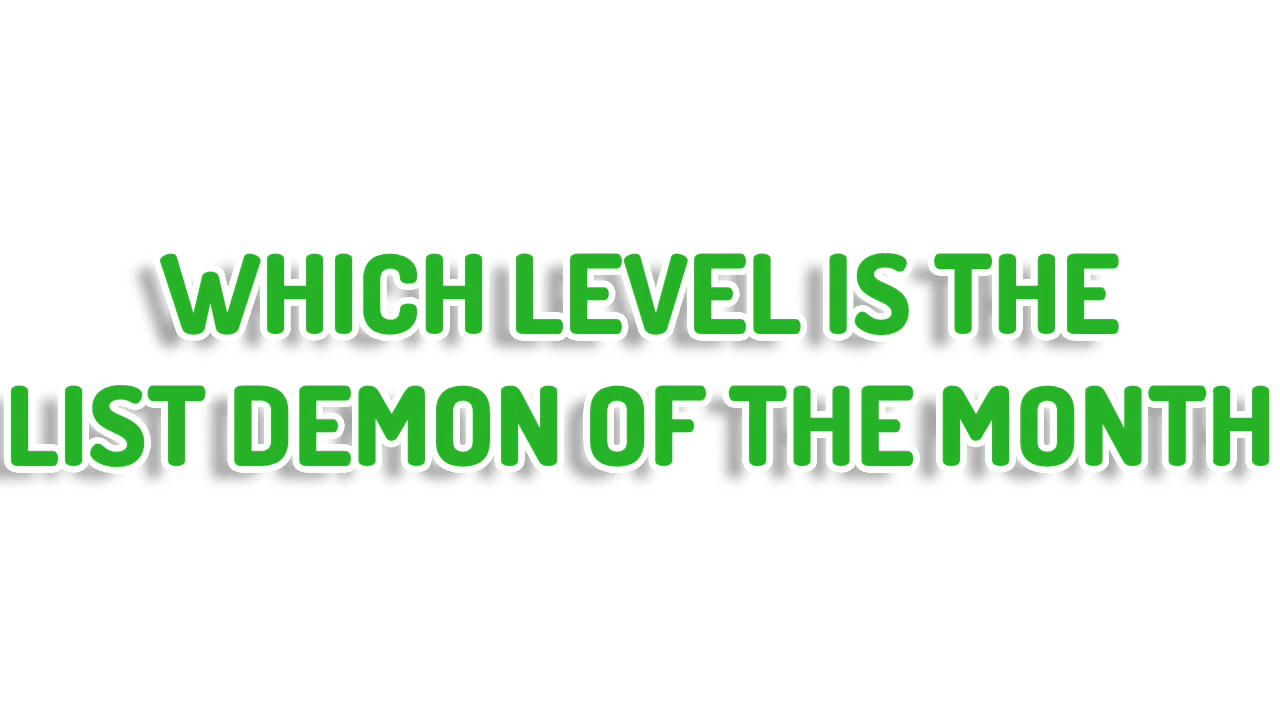 WHICH LEVEL IS THE
LIST DEMON OF THE MONTH